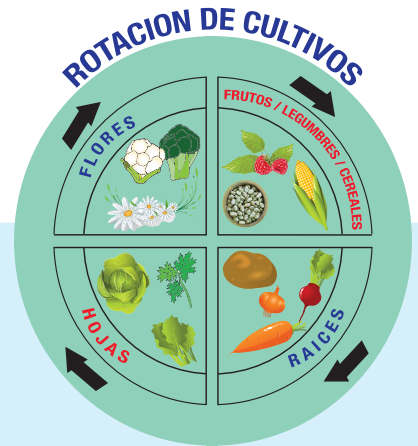 ROTACION DE CULTIVOS
FLORES
FRUTOS / LEGUMBRES / CEREALES
HOJAS
RAICES